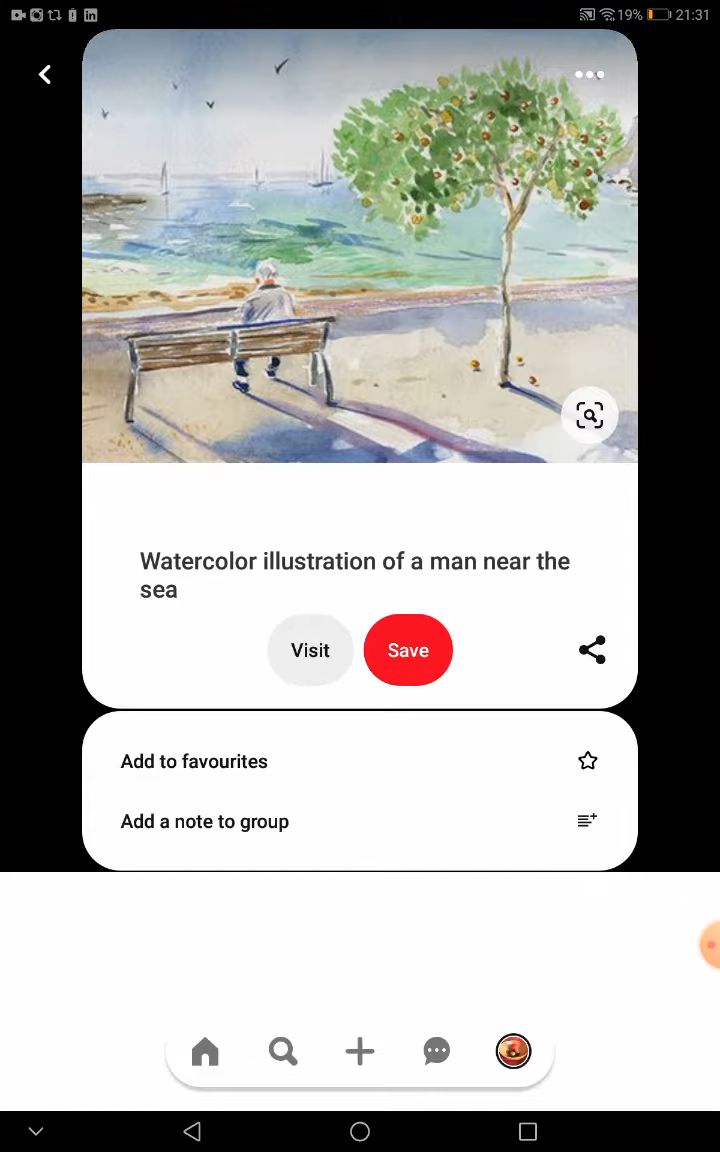 19% 21:31
Watercolor illustration of a man near the
sea
Visit Save
Add to favourites
Add a note to group